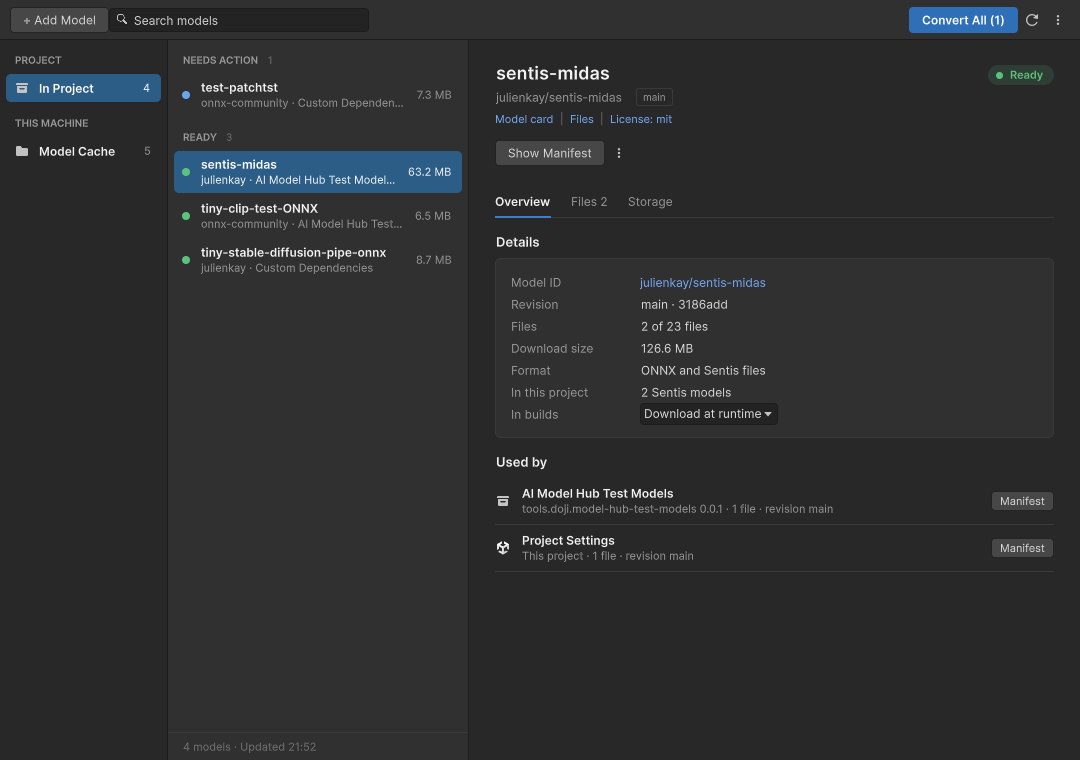 + Add Model
Search models
Convert All (1)
PROJECT
In Project 4
THIS MACHINE
Model Cache 5
NEEDS ACTION 1
test-patchtst
onnx-community · Custom Dependen... 7.3 MB
READY 3
sentis-midas
julienkay · AI Model Hub Test Model... 63.2 MB
tiny-clip-test-ONNX
onnx-community · AI Model Hub Test... 6.5 MB
tiny-stable-diffusion-pipe-onnx
julienkay · Custom Dependencies 8.7 MB
4 models · Updated 21:52
sentis-midas
Ready
julienkay/sentis-midas main
Model card | Files | License: mit
Show Manifest
Overview Files 2 Storage
Details
Model ID julienkay/sentis-midas
Revision main · 3186add
Files 2 of 23 files
Download size 126.6 MB
Format ONNX and Sentis files
In this project 2 Sentis models
In builds Download at runtime
Used by
AI Model Hub Test Models
tools.doji.model-hub-test-models 0.0.1 · 1 file · revision main
Manifest
Project Settings
This project · 1 file · revision main
Manifest